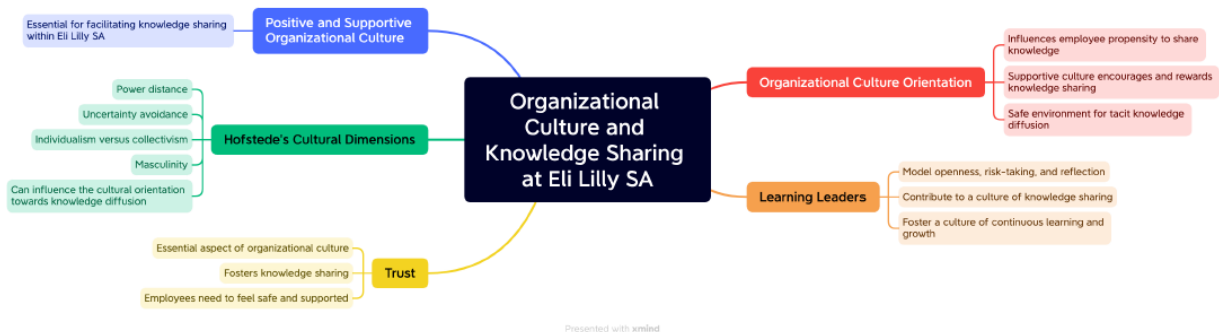 Organizational
Culture and
Knowledge Sharing
at Eli Lilly SA
Organizational Culture Orientation
Influences employee propensity to share
knowledge
Supportive culture encourages and rewards
knowledge sharing
Safe environment for tacit knowledge
diffusion
Learning Leaders
Model openness, risk-taking, and reflection
Contribute to a culture of knowledge sharing
Foster a culture of continuous learning and
growth
Trust
Essential aspect of organizational culture
Fosters knowledge sharing
Employees need to feel safe and supported
Hofstede's Cultural Dimensions
Power distance
Uncertainty avoidance
Individualism versus collectivism
Masculinity
Can influence the cultural orientation
towards knowledge diffusion
Positive and Supportive
Organizational Culture
Essential for facilitating knowledge sharing
within Eli Lilly SA
Presented with xmind